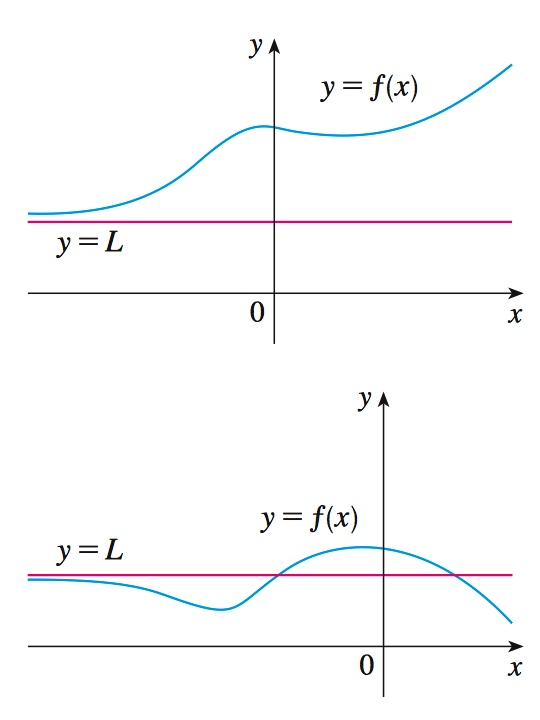 y
y = f(x)
y = L
0
x
y
y = f(x)
y = L
0
x